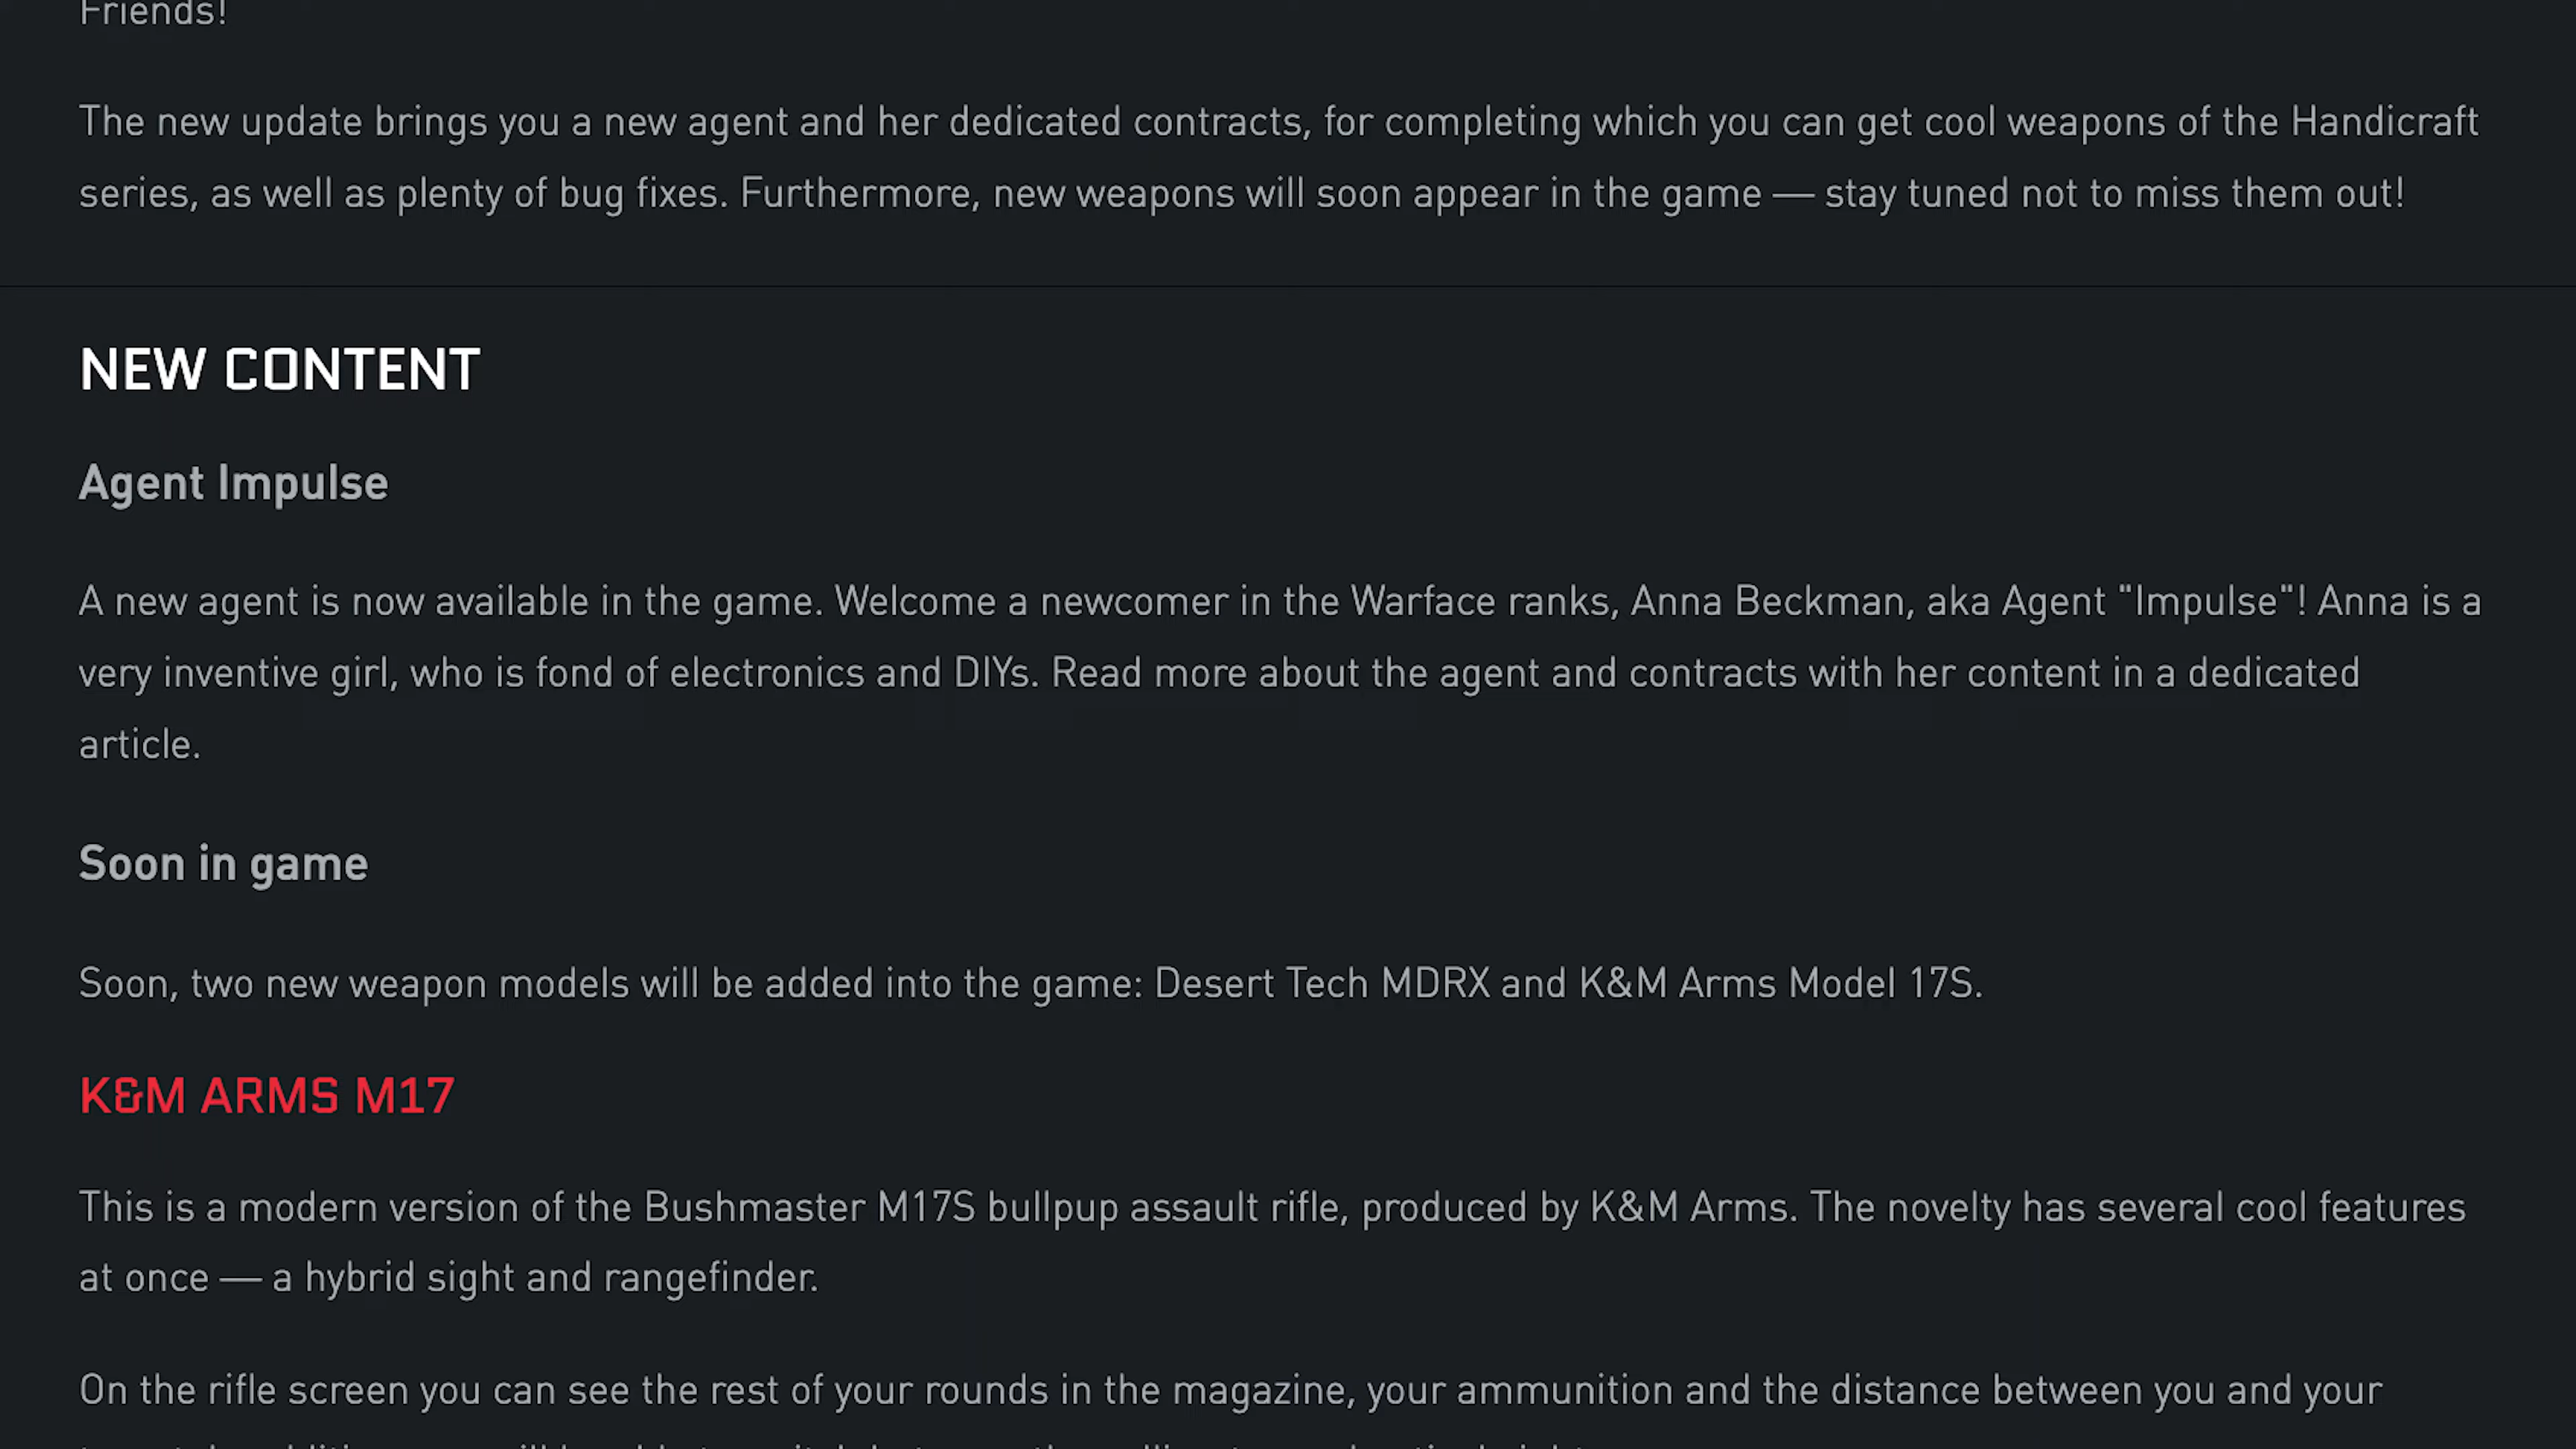 Friends!
The new update brings you a new agent and her dedicated contracts, for completing which you can get cool weapons of the Handicraft
series, as well as plenty of bug fixes. Furthermore, new weapons will soon appear in the game — stay tuned not to miss them out!
NEW CONTENT
Agent Impulse
A new agent is now available in the game. Welcome a newcomer in the Warface ranks, Anna Beckman, aka Agent "Impulse"! Anna is a
very inventive girl, who is fond of electronics and DIYs. Read more about the agent and contracts with her content in a dedicated
article.
Soon in game
Soon, two new weapon models will be added into the game: Desert Tech MDRX and K&M Arms Model 17S.
K&M ARMS M17
This is a modern version of the Bushmaster M17S bullpup assault rifle, produced by K&M Arms. The novelty has several cool features
at once — a hybrid sight and rangefinder.
On the rifle screen you can see the rest of your rounds in the magazine, your ammunition and the distance between you and your